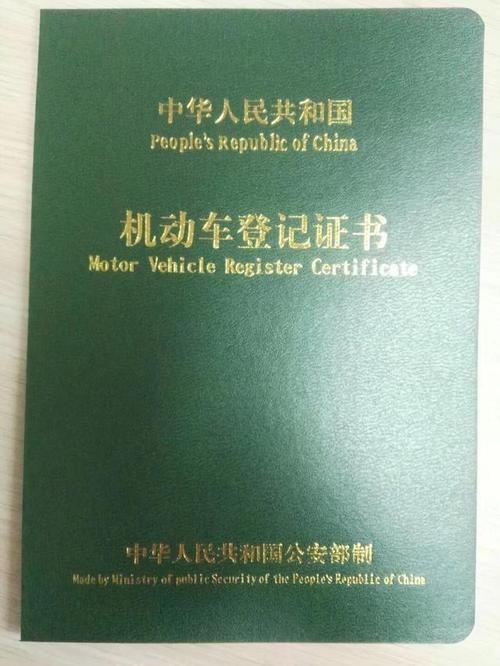 中华人民共和国
People's Republic of China
机动车登记证书
Motor Vehicle Register Certificate
中华人民共和国公安部制
Made by Ministry of public Security of the People's Republic of China